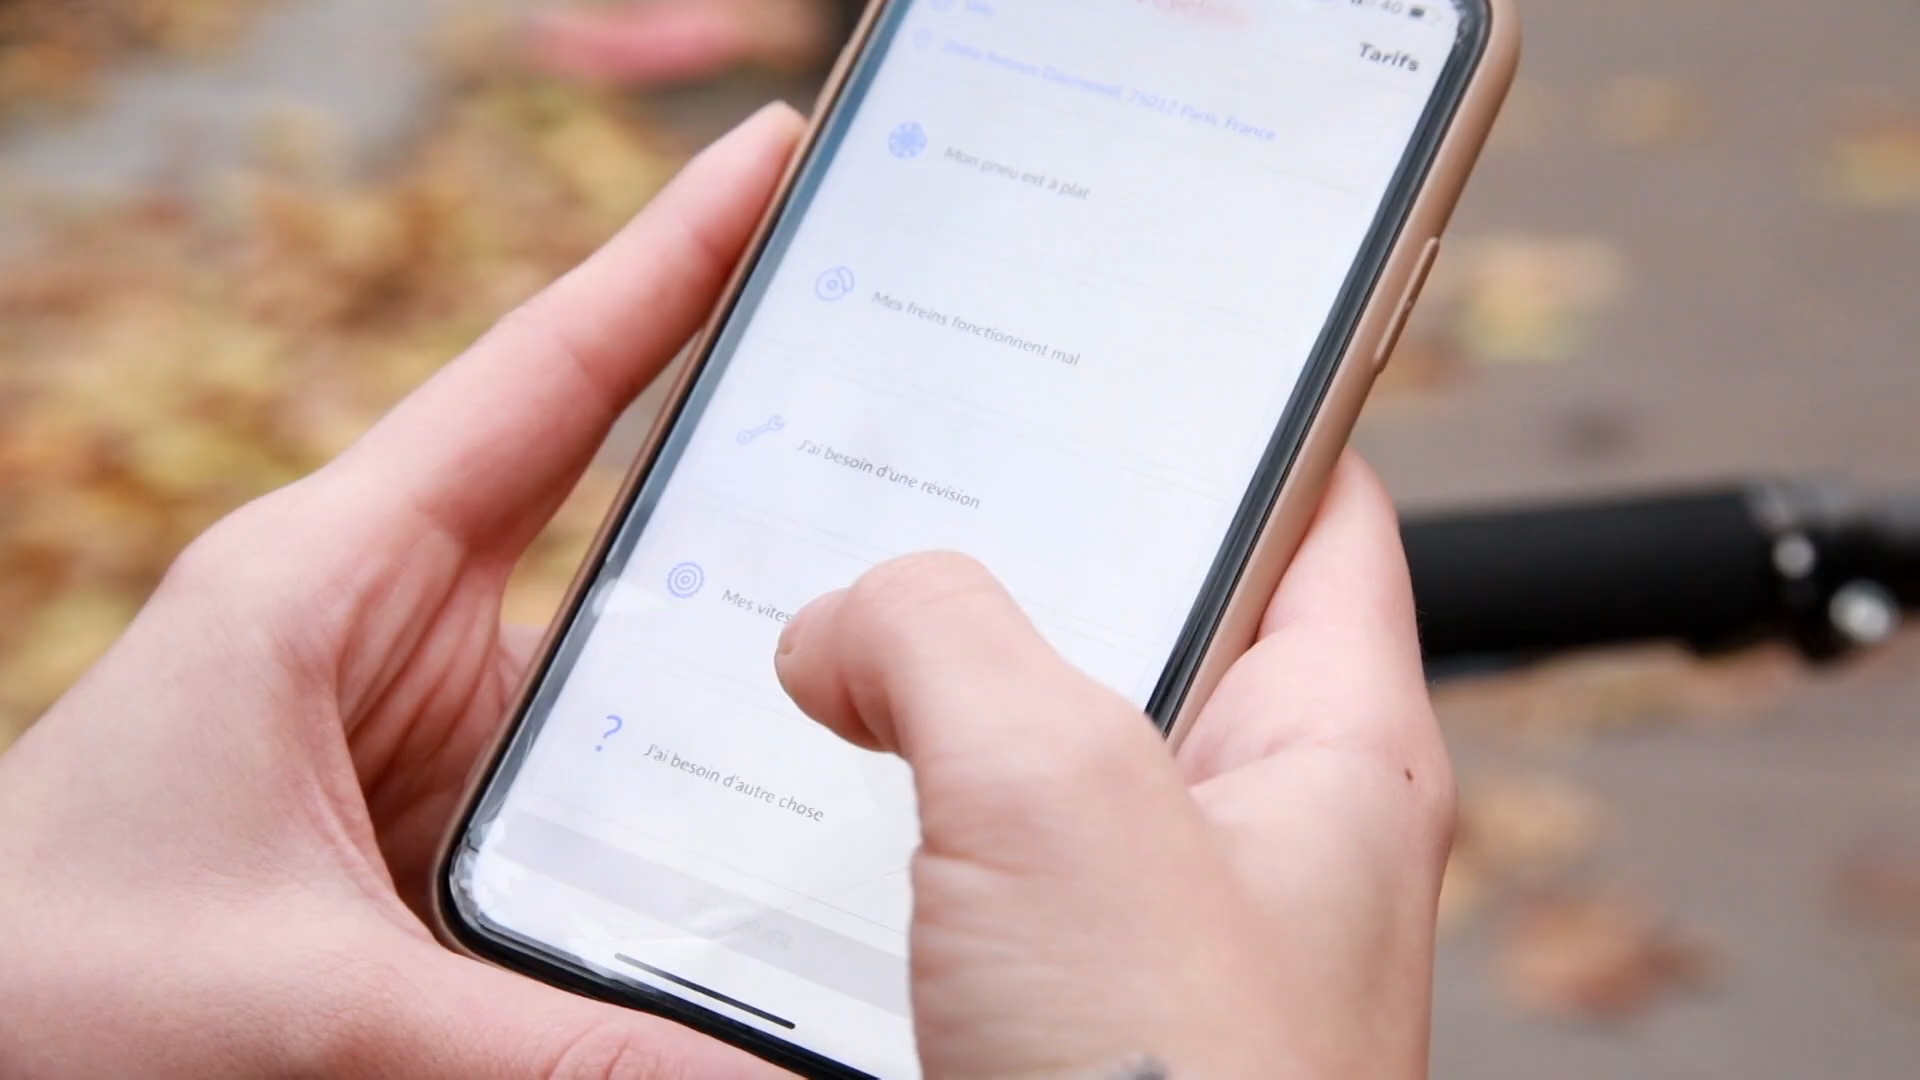 Tarifs
75017 Paris, France
Mon pneu est à plat
Mes freins fonctionnent mal
J'ai besoin d'une révision
Mes vites
J'ai besoin d'autre chose